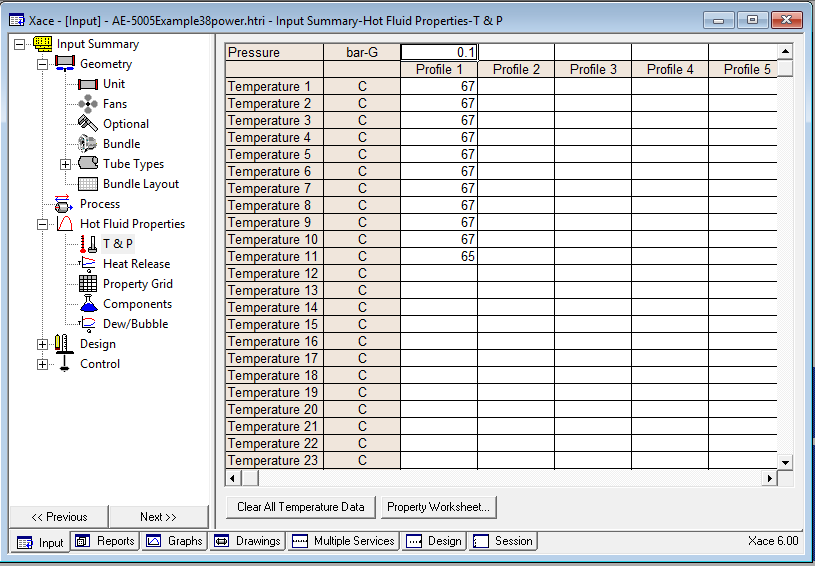 Xace - [Input] - AE-5005Example38power.htri - Input Summary-Hot Fluid Properties-T & P
Input Summary
Geometry
Unit
Fans
Optional
Bundle
Tube Types
Bundle Layout
Process
Hot Fluid Properties
T & P
Heat Release
Property Grid
Components
Dew/Bubble
Design
Control
<< Previous Next >>
Pressure bar-G 0.1
Profile 1 Profile 2 Profile 3 Profile 4 Profile 5
Temperature 1 C 67
Temperature 2 C 67
Temperature 3 C 67
Temperature 4 C 67
Temperature 5 C 67
Temperature 6 C 67
Temperature 7 C 67
Temperature 8 C 67
Temperature 9 C 67
Temperature 10 C 67
Temperature 11 C 65
Temperature 12 C
Temperature 13 C
Temperature 14 C
Temperature 15 C
Temperature 16 C
Temperature 17 C
Temperature 18 C
Temperature 19 C
Temperature 20 C
Temperature 21 C
Temperature 22 C
Temperature 23 C
Clear All Temperature Data Property Worksheet...
Input Reports Graphs Drawings Multiple Services Design Session Xace 6.00